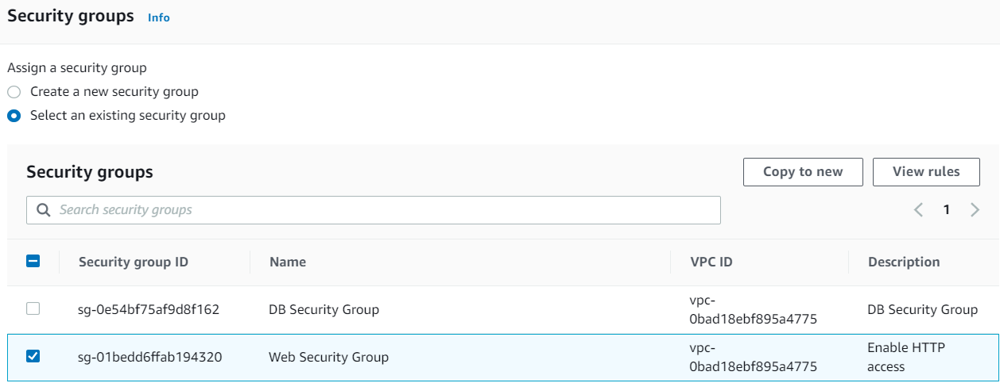 Security groups Info
Assign a security group
Create a new security group
Select an existing security group
Security groups
Copy to new
View rules
Search security groups
1
Security group ID Name VPC ID Description
sg-0e54bf75af9d8f162 DB Security Group vpc-0bad18ebf895a4775 DB Security Group
sg-01bedd6ffab194320 Web Security Group vpc-0bad18ebf895a4775 Enable HTTP access